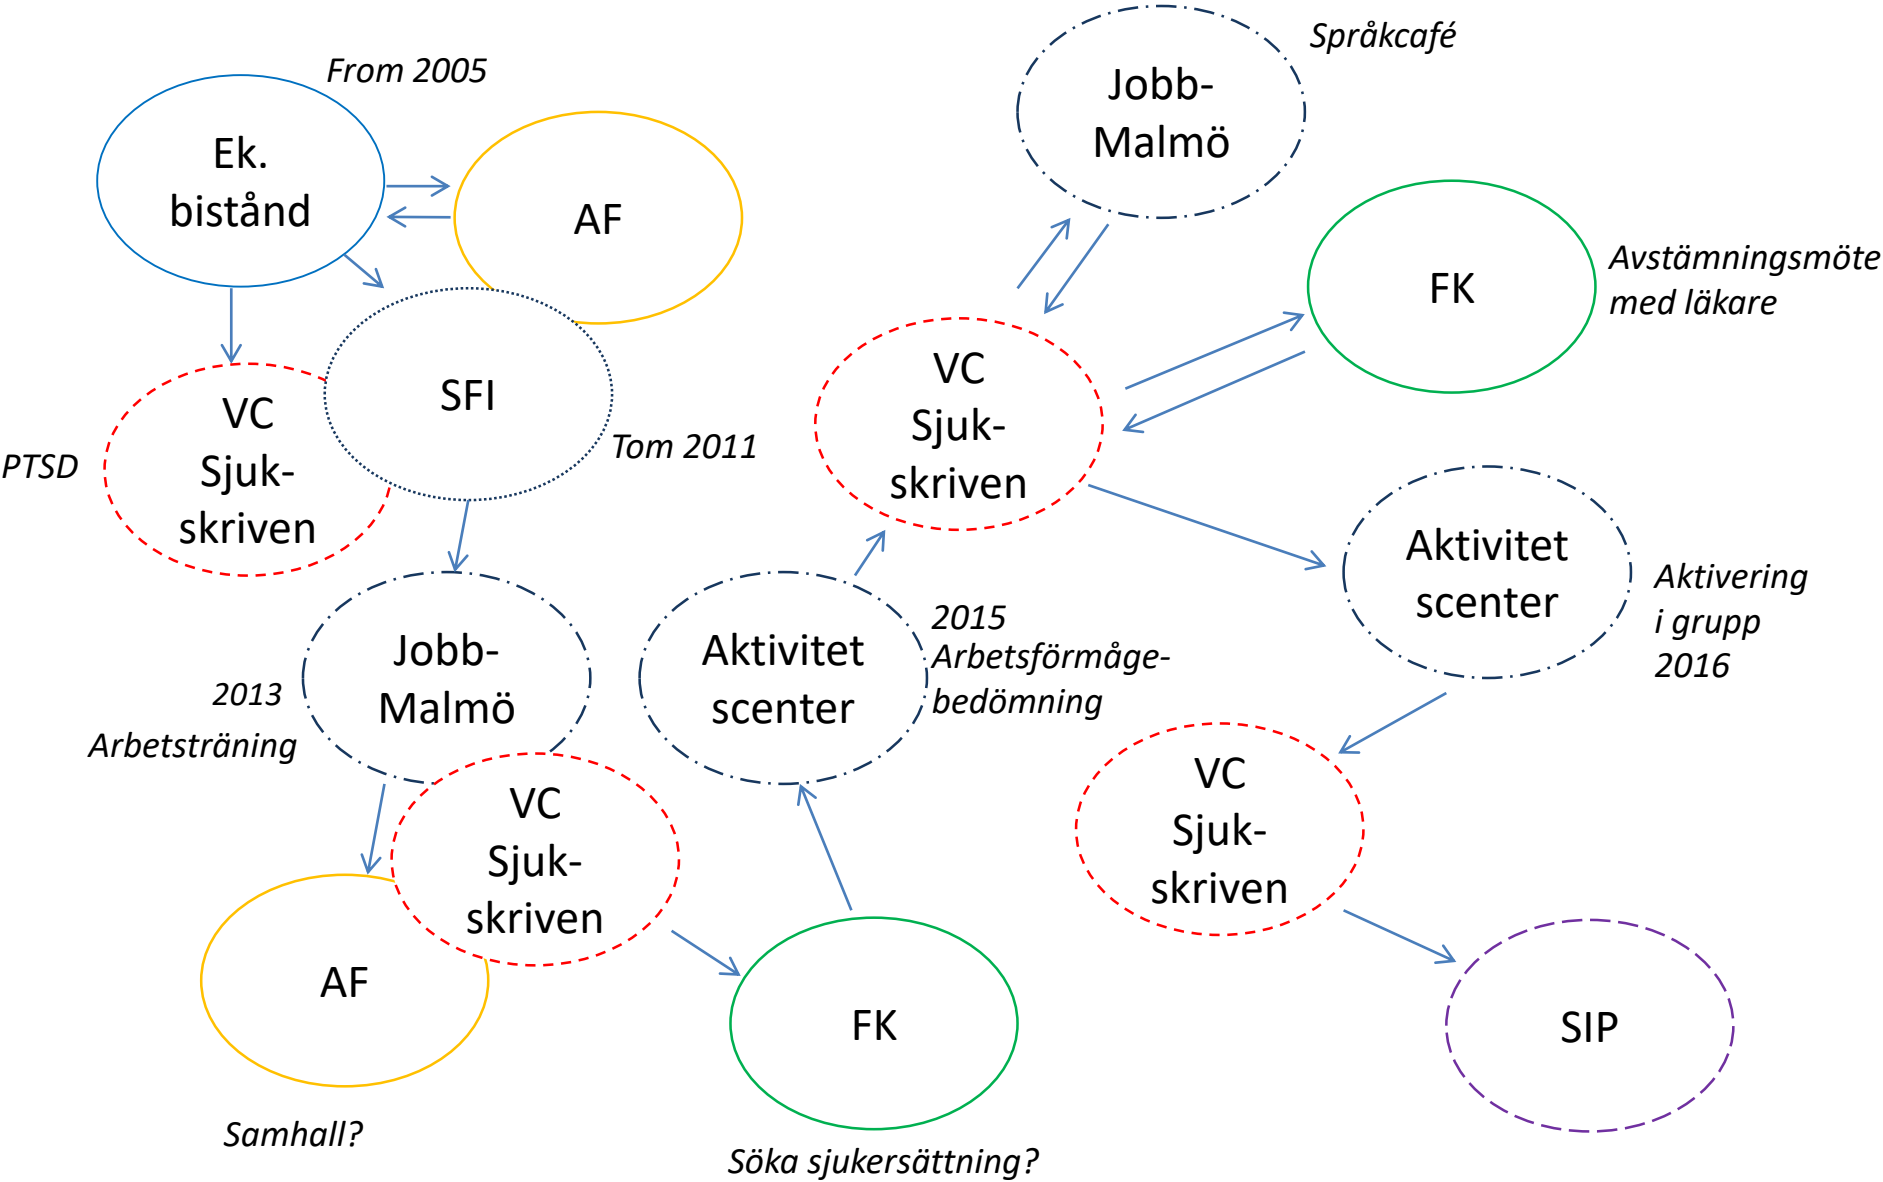 From 2005
Ek.
bistånd
AF
SFI
Tom 2011
PTSD
VC
Sjuk-
skriven
2013
Arbetsträning
Jobb-
Malmö
VC
Sjuk-
skriven
AF
Samhall?
FK
Söka sjukersättning?
Aktivitet
scenter
2015
Arbetsförmåge-
bedömning
VC
Sjuk-
skriven
Jobb-
Malmö
Språkcafé
FK
Avstämningsmöte
med läkare
Aktivitet
scenter
Aktivering
i grupp
2016
VC
Sjuk-
skriven
SIP